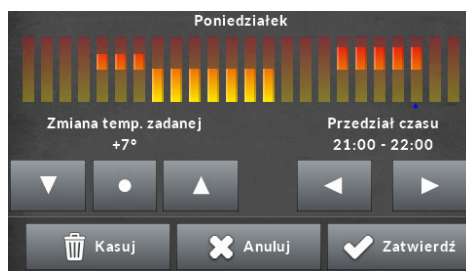 Poniedziałek
Zmiana temp. zadanej
+7°
Przedział czasu
21:00 - 22:00
Kasuj
Anuluj
Zatwierdź